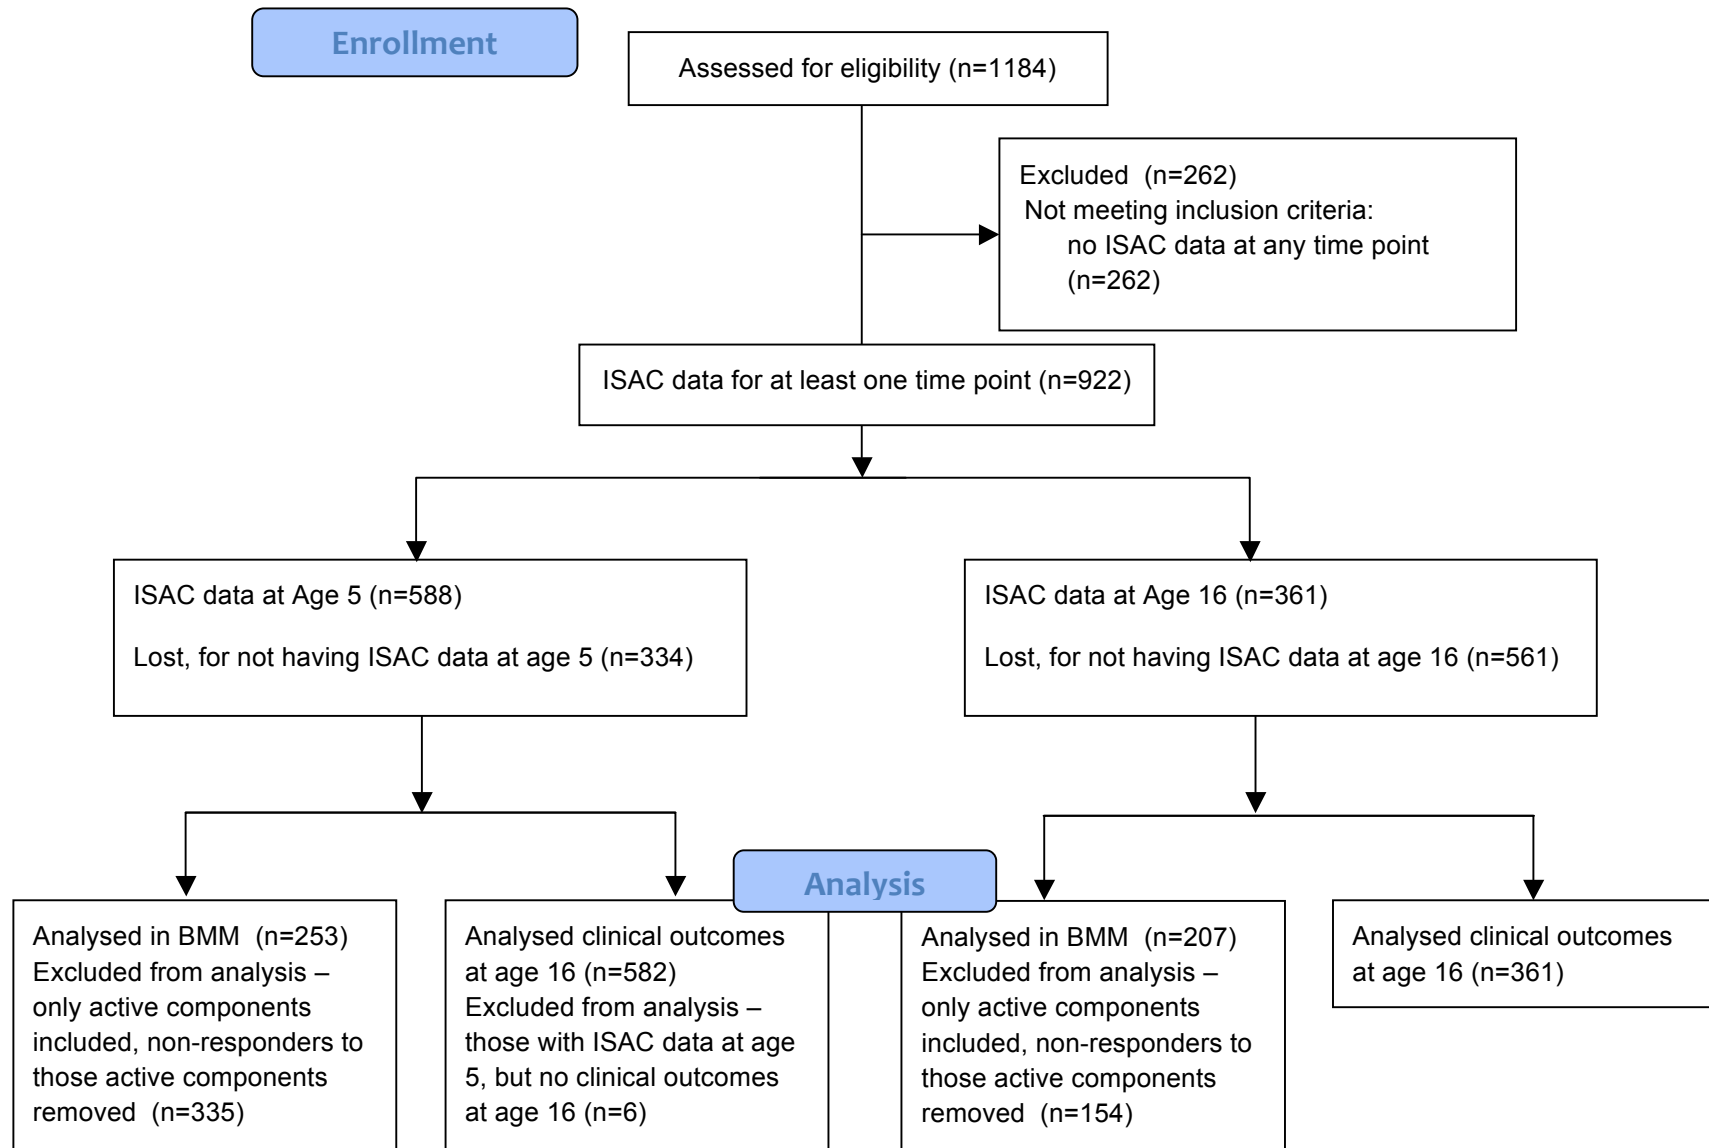 Enrollment
Assessed for eligibility (n=1184)
Excluded (n=262)
Not meeting inclusion criteria:
no ISAC data at any time point
(n=262)
ISAC data for at least one time point (n=922)
ISAC data at Age 5 (n=588)
Lost, for not having ISAC data at age 5 (n=334)
ISAC data at Age 16 (n=361)
Lost, for not having ISAC data at age 16 (n=561)
Analysis
Analysed in BMM (n=253)
Excluded from analysis –
only active components
included, non-responders to
those active components
removed (n=335)
Analysed clinical outcomes
at age 16 (n=582)
Excluded from analysis –
those with ISAC data at age
5, but no clinical outcomes
at age 16 (n=6)
Analysed in BMM (n=207)
Excluded from analysis –
only active components
included, non-responders to
those active components
removed (n=154)
Analysed clinical outcomes
at age 16 (n=361)